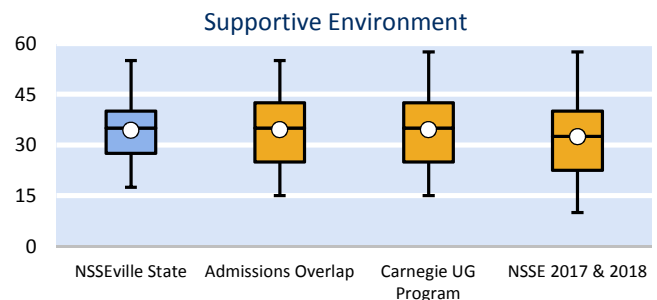 Supportive Environment
60
45
30
15
0
NSSEville State
Admissions Overlap
Carnegie UG
Program
NSSE 2017 & 2018